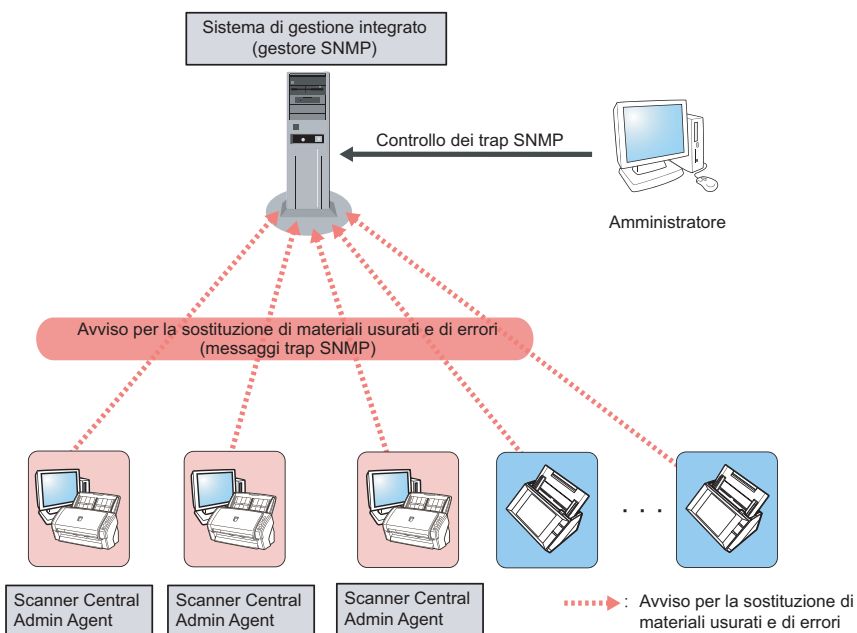 Sistema di gestione integrato
(gestore SNMP)
Controllo dei trap SNMP
Amministratore
Avviso per la sostituzione di materiali usurati e di errori
(messaggi trap SNMP)
. . .
Scanner Central
Admin Agent
Scanner Central
Admin Agent
Scanner Central
Admin Agent
: Avviso per la sostituzione di
materiali usurati e di errori